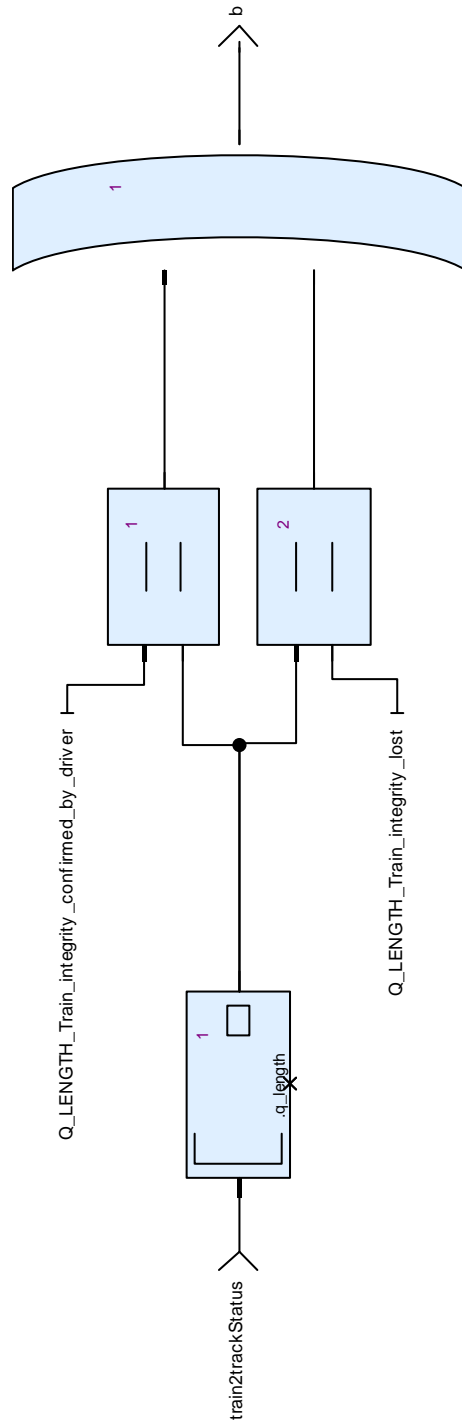 train2trackStatus
.q_length
1
Q_LENGTH_Train_integrity_confirmed_by_driver
Q_LENGTH_Train_integrity_lost
1
2
1
b